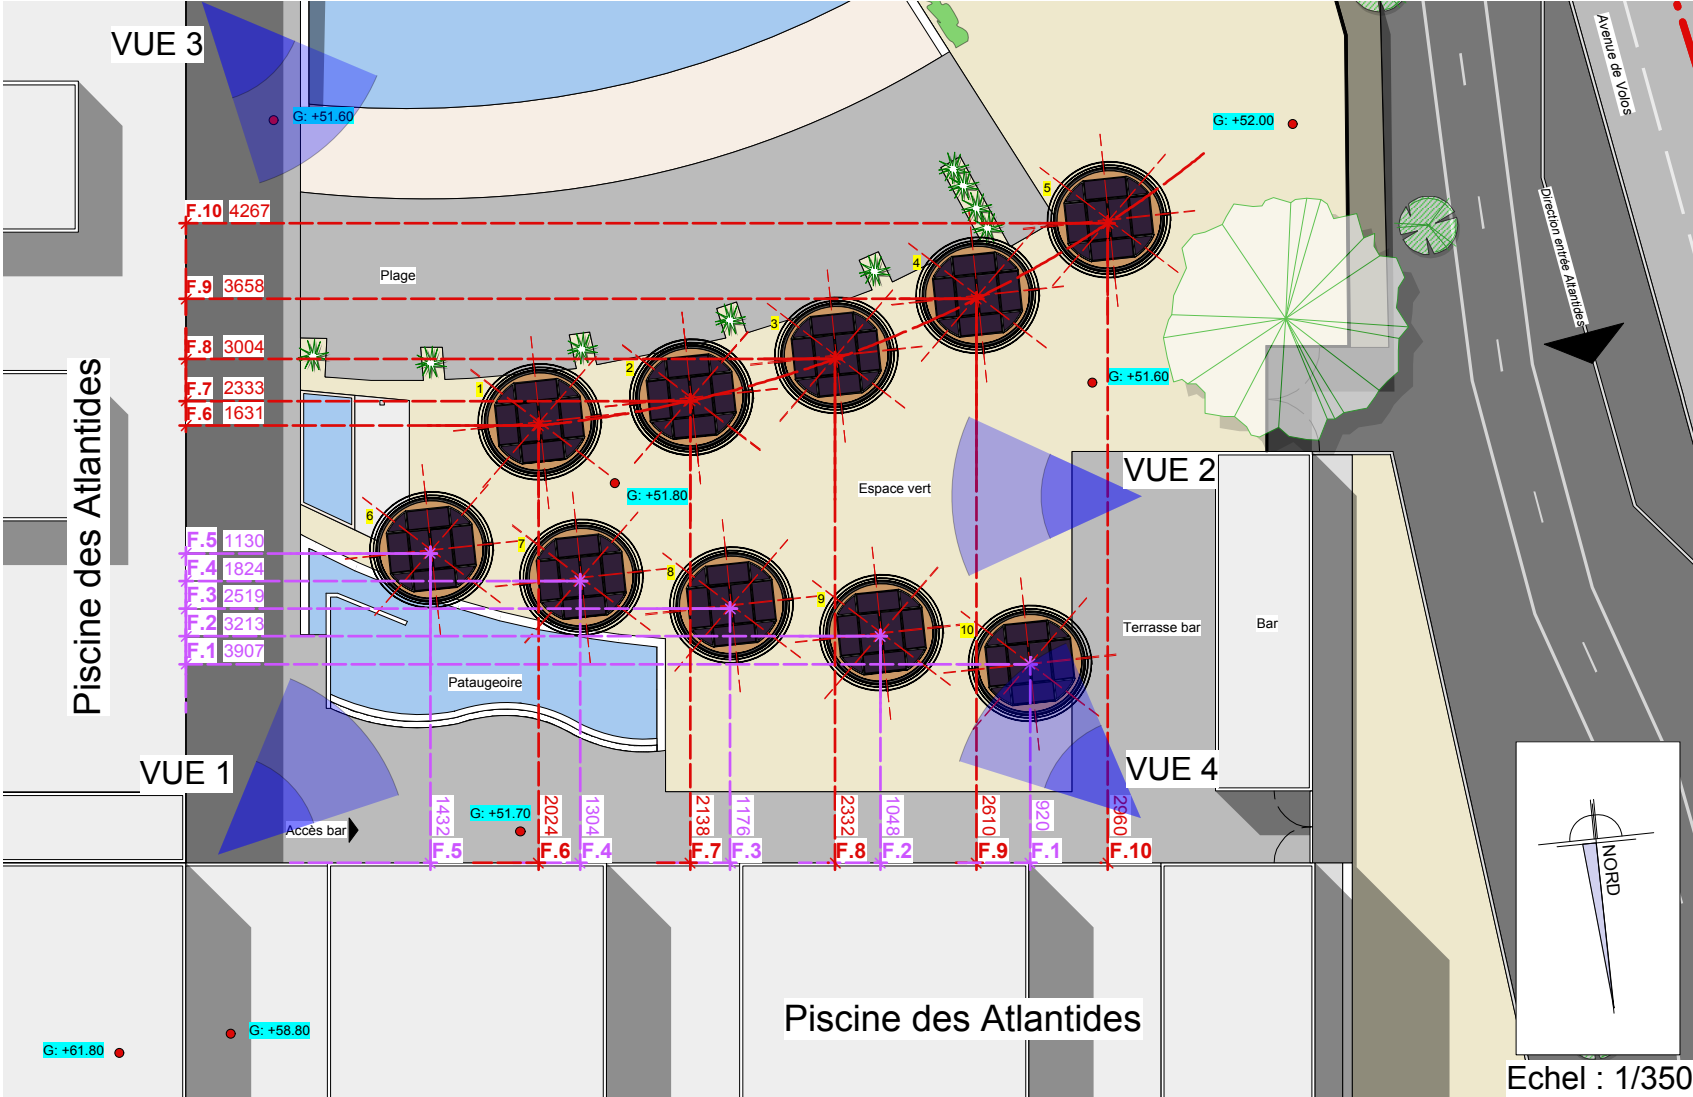 VUE 3
G: +51.60
Avenue de Volos
G: +52.00
Direction entrée Altantides
F.10 4267
F.9 3658
F.8 3004
F.7 2333
F.6 1631
Plage
5
4
3
2
1
G: +51.60
Piscine des Atlantides
VUE 2
Espace vert
G: +51.80
6
7
8
9
10
F.5 1130
F.4 1824
F.3 2519
F.2 3213
F.1 3907
Terrasse bar
Bar
Pataugeoire
VUE 1
VUE 4
Accès bar
G: +51.70
1432
2024
1304
2138
1176
2332
1048
2610
920
2960
F.5
F.6
F.4
F.7
F.3
F.8
F.2
F.9
F.1
F.10
NORD
Piscine des Atlantides
G: +58.80
G: +61.80
Echel : 1/350